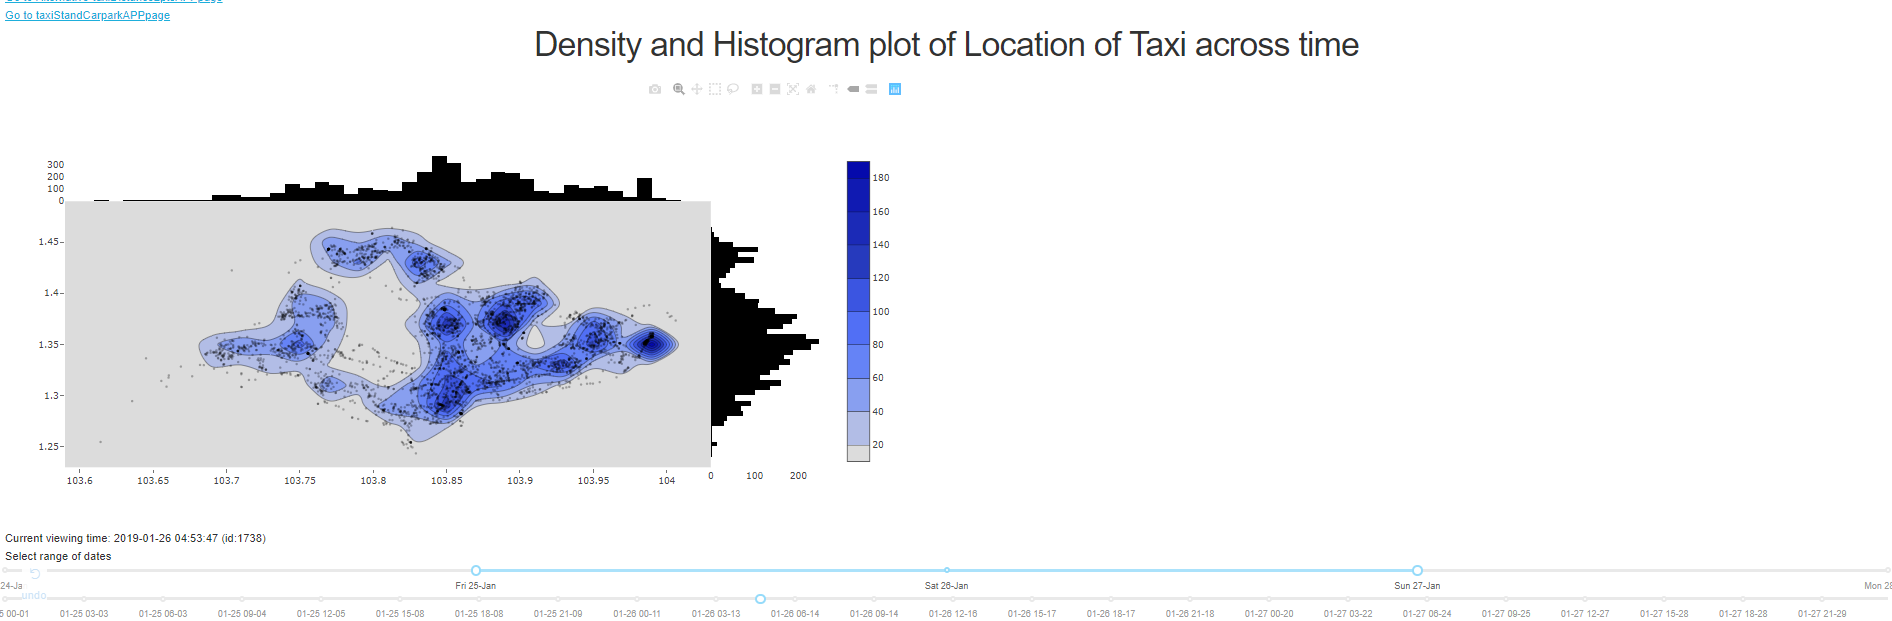 Go to taxiStandCarparkAPPpage
Density and Histogram plot of Location of Taxi across time
300
200
100
0
1.45
1.4
1.35
1.3
1.25
103.6 103.65 103.7 103.75 103.8 103.85 103.9 103.95 104
0 100 200
180
160
140
120
100
80
60
40
20
Current viewing time: 2019-01-26 04:53:47 (id:1738)
Select range of dates
24-Ja Fri 25-Jan Sat 26-Jan Sun 27-Jan Mon 28
undo
5 00-01 01-25 03-03 01-25 06-03 01-25 09-04 01-25 12-05 01-25 15-08 01-25 18-08 01-25 21-09 01-26 00-11 01-26 03-13 01-26 06-14 01-26 09-14 01-26 12-16 01-26 15-17 01-26 18-17 01-26 21-18 01-27 00-20 01-27 03-22 01-27 06-24 01-27 09-25 01-27 12-27 01-27 15-28 01-27 18-28 01-27 21-29